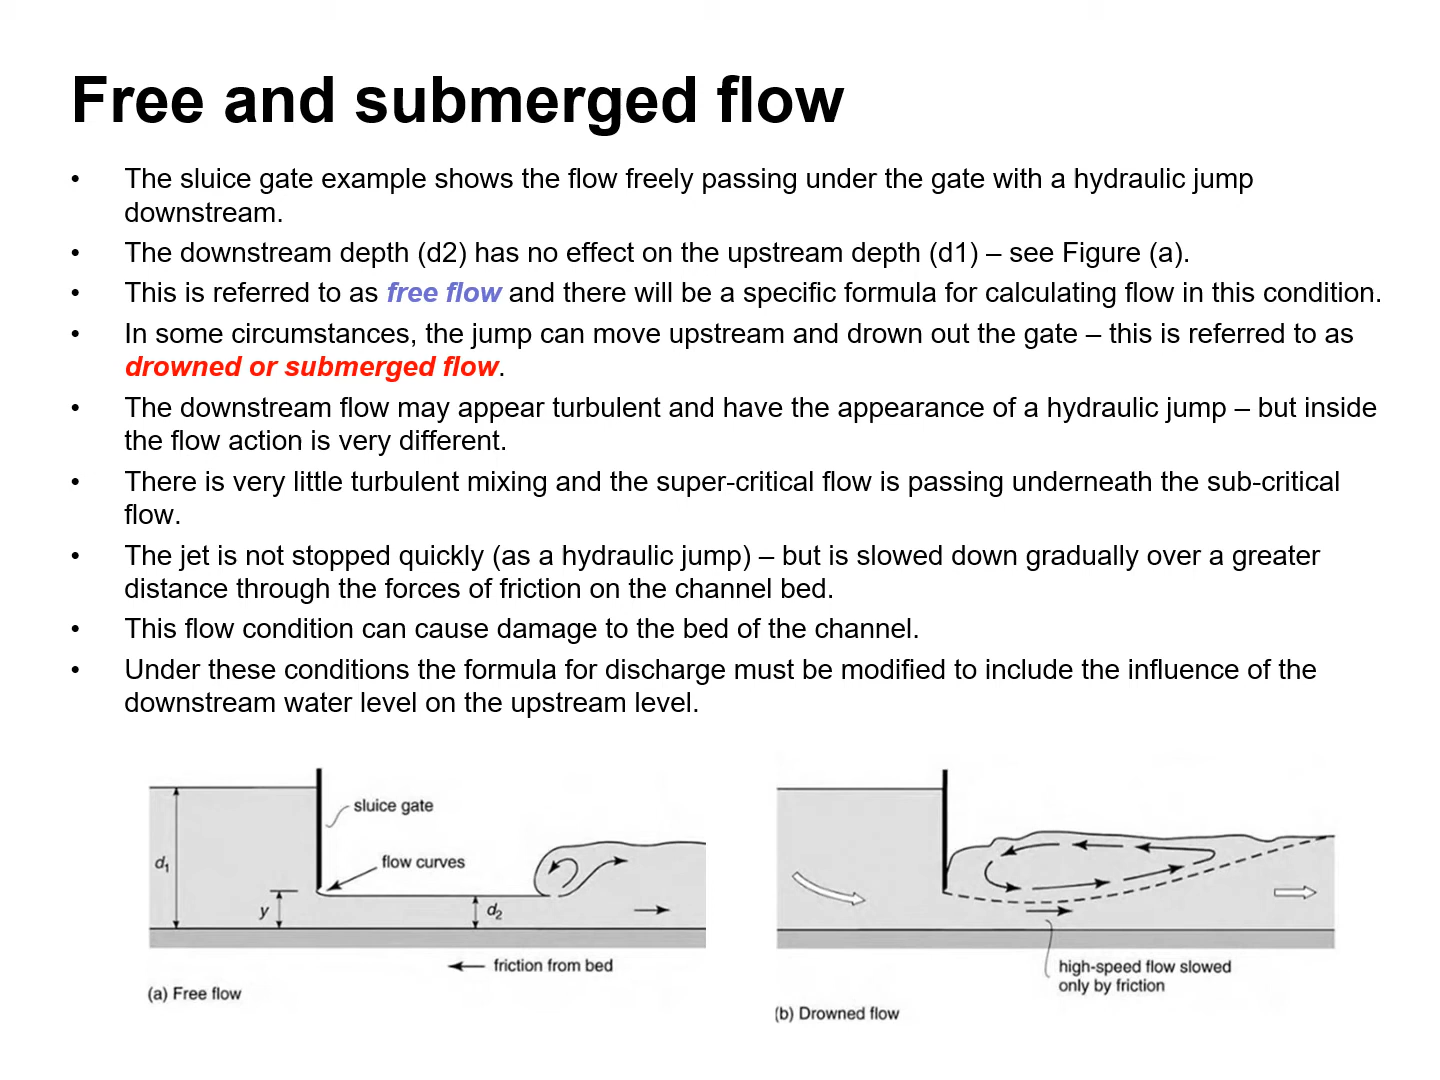 Free and submerged flow
• The sluice gate example shows the flow freely passing under the gate with a hydraulic jump
downstream.
• The downstream depth (d2) has no effect on the upstream depth (d1) – see Figure (a).
• This is referred to as free flow and there will be a specific formula for calculating flow in this condition.
• In some circumstances, the jump can move upstream and drown out the gate – this is referred to as
drowned or submerged flow.
• The downstream flow may appear turbulent and have the appearance of a hydraulic jump – but inside
the flow action is very different.
• There is very little turbulent mixing and the super-critical flow is passing underneath the sub-critical
flow.
• The jet is not stopped quickly (as a hydraulic jump) – but is slowed down gradually over a greater
distance through the forces of friction on the channel bed.
• This flow condition can cause damage to the bed of the channel.
• Under these conditions the formula for discharge must be modified to include the influence of the
downstream water level on the upstream level.
sluice gate
flow curves
d₁
y
d₂
friction from bed
(a) Free flow
high-speed flow slowed
only by friction
(b) Drowned flow